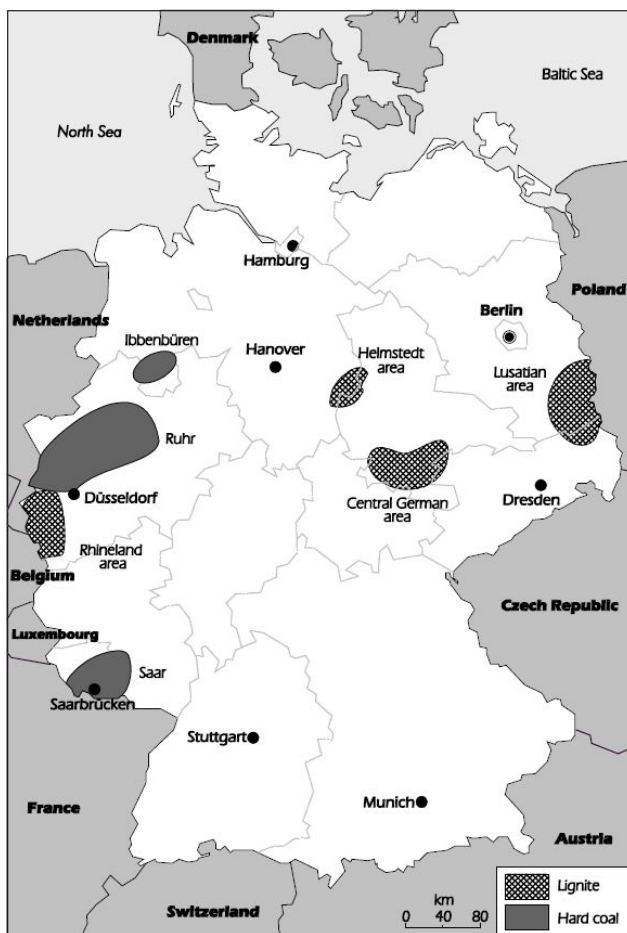 Denmark
Baltic Sea
North Sea
Hamburg
Poland
Netherlands
Berlin
Ibbenbüren
Hanover
Helmstedt
area
Lusatian
area
Ruhr
Düsseldorf
Central German
area
Dresden
Rhineland
area
Belgium
Czech Republic
Luxembourg
Saar
Saarbrücken
Stuttgart
France
Munich
Austria
km
0 40 80
Switzerland
Lignite
Hard coal